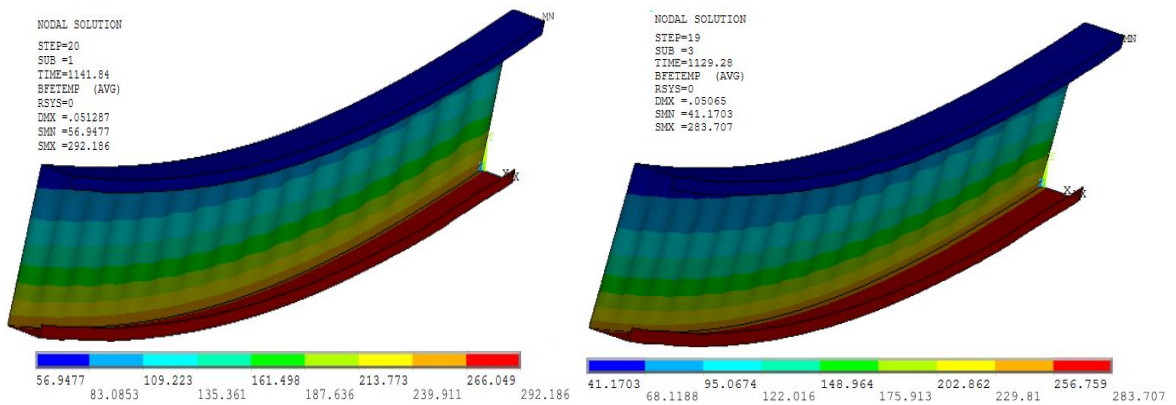 NODAL SOLUTION
STEP=20
SUB =1
TIME=1141.84
BFETEMP (AVG)
RSYS=0
DMX =.051287
SMN =56.9477
SMX =292.186
MN
X
X
56.9477 109.223 161.498 213.773 266.049
83.0853 135.361 187.636 239.911 292.186
NODAL SOLUTION
STEP=19
SUB =3
TIME=1129.28
BFETEMP (AVG)
RSYS=0
DMX =.05065
SMN =41.1703
SMX =283.707
MN
X
X
41.1703 95.0674 148.964 202.862 256.759
68.1188 122.016 175.913 229.81 283.707